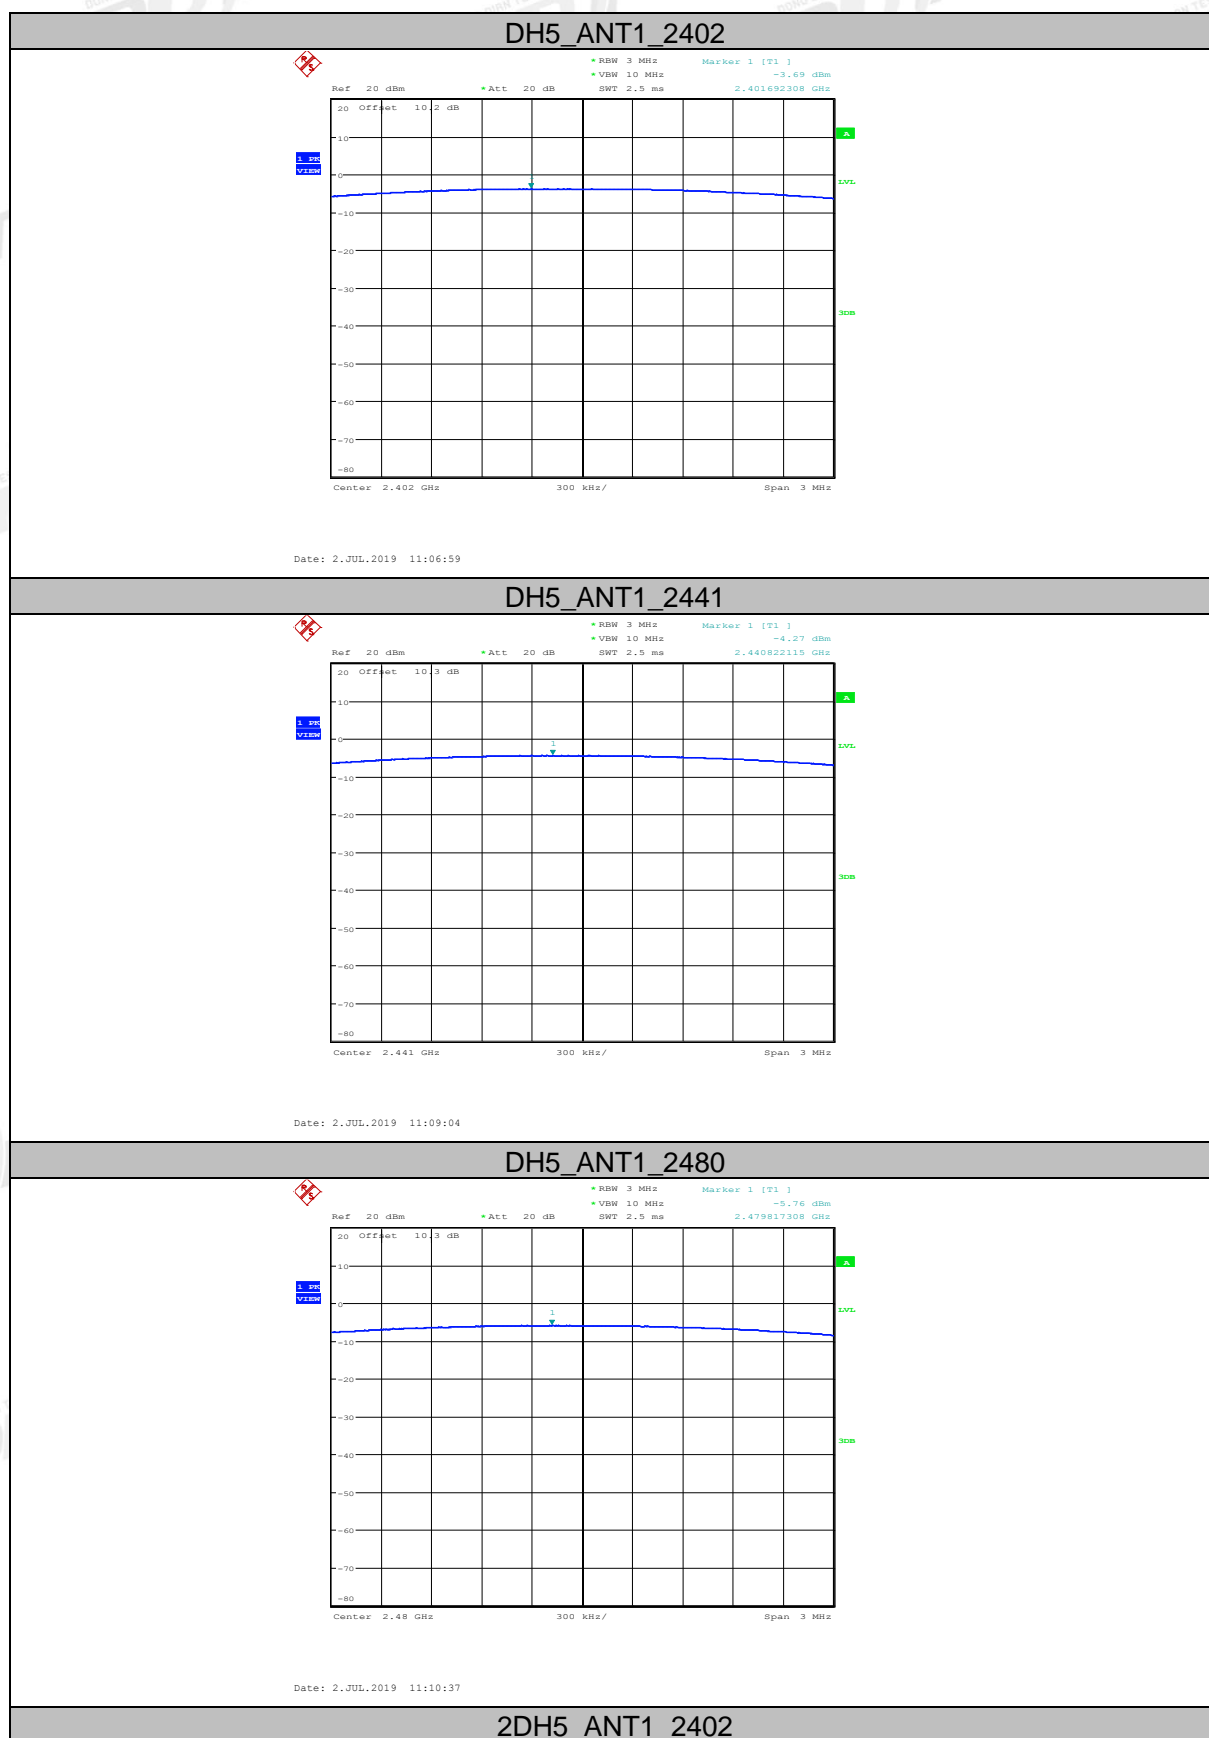 DH5_ANT1_2402
R S
* RBW 3 MHz Marker 1 [T1 ]
* VBW 10 MHz -3.69 dBm
Ref 20 dBm * Att 20 dB SWT 2.5 ms 2.401692308 GHz
20 Offset 10.2 dB
A
10
1 PK
VIEW
0
LVL
-10
-20
-30
3DB
-40
-50
-60
-70
-80
Center 2.402 GHz 300 kHz/ Span 3 MHz
Date: 2.JUL.2019 11:06:59
DH5_ANT1_2441
R S
* RBW 3 MHz Marker 1 [T1 ]
* VBW 10 MHz -4.27 dBm
Ref 20 dBm * Att 20 dB SWT 2.5 ms 2.440822115 GHz
20 Offset 10.3 dB
A
10
1 PK
VIEW
0
1
LVL
-10
-20
-30
3DB
-40
-50
-60
-70
-80
Center 2.441 GHz 300 kHz/ Span 3 MHz
Date: 2.JUL.2019 11:09:04
DH5_ANT1_2480
R S
* RBW 3 MHz Marker 1 [T1 ]
* VBW 10 MHz -5.76 dBm
Ref 20 dBm * Att 20 dB SWT 2.5 ms 2.479817308 GHz
20 Offset 10.3 dB
A
10
1 PK
VIEW
0
1
LVL
-10
-20
-30
3DB
-40
-50
-60
-70
-80
Center 2.48 GHz 300 kHz/ Span 3 MHz
Date: 2.JUL.2019 11:10:37
2DH5_ANT1_2402